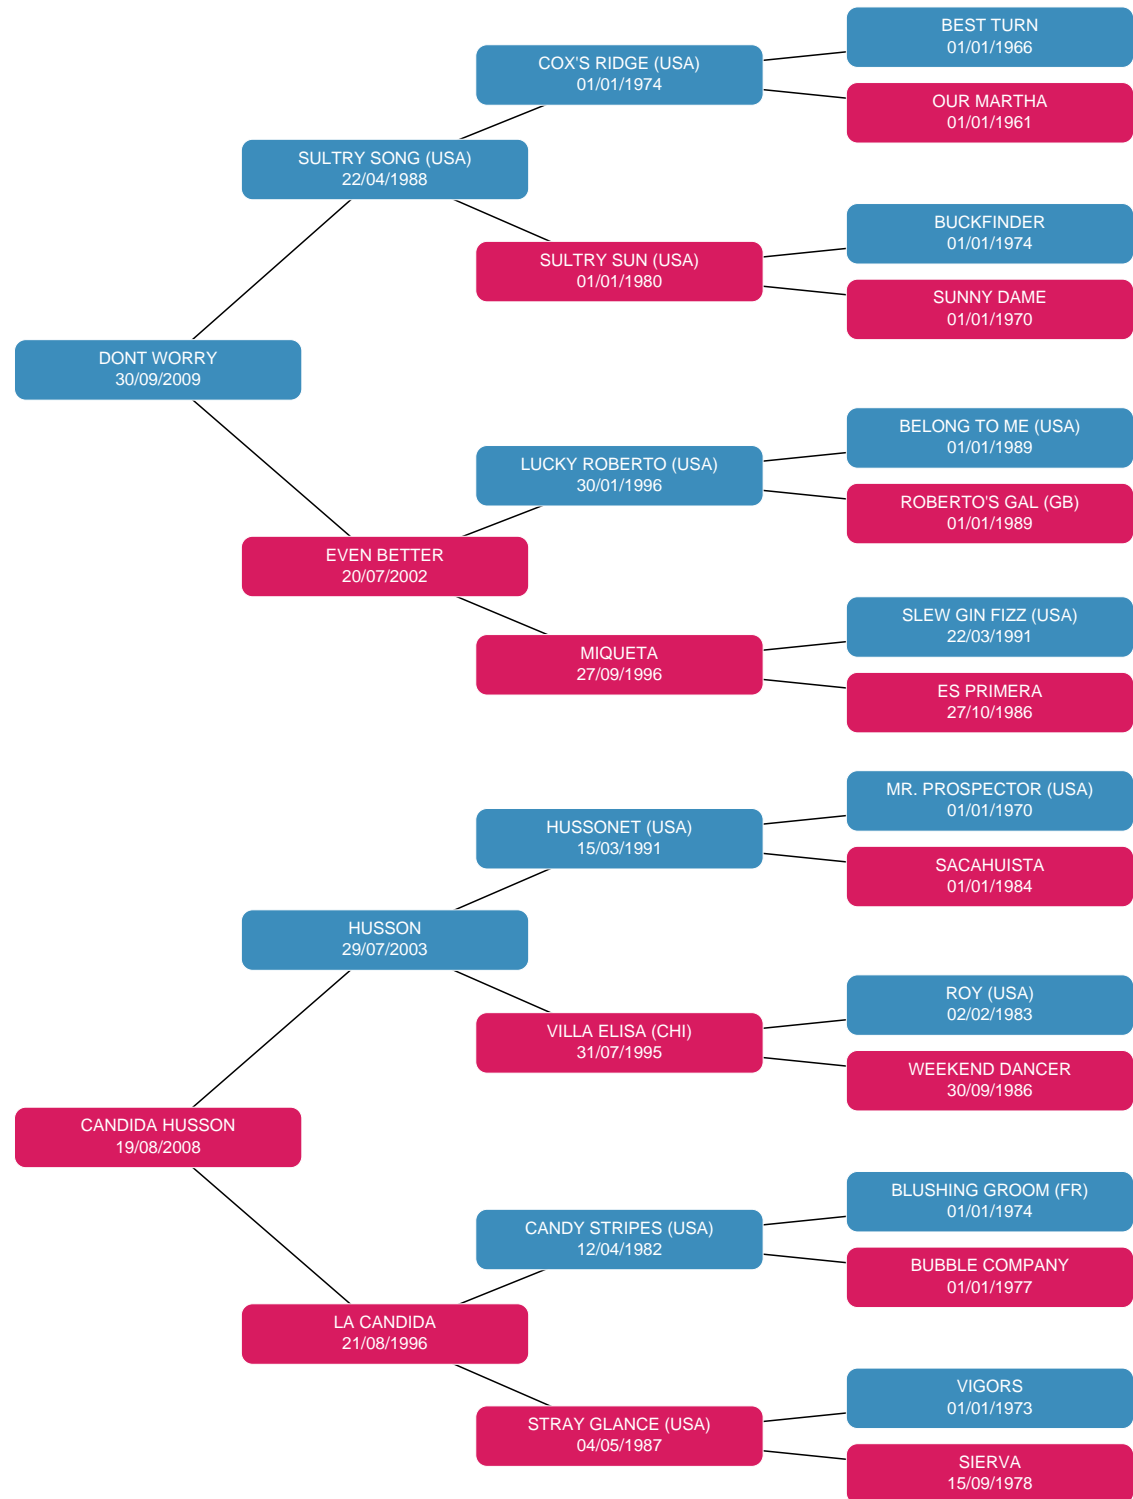 BEST TURN
01/01/1966
COX'S RIDGE (USA)
01/01/1974
OUR MARTHA
01/01/1961
SULTRY SONG (USA)
22/04/1988
BUCKFINDER
01/01/1974
SULTRY SUN (USA)
01/01/1980
SUNNY DAME
01/01/1970
DONT WORRY
30/09/2009
BELONG TO ME (USA)
01/01/1989
LUCKY ROBERTO (USA)
30/01/1996
ROBERTO'S GAL (GB)
01/01/1989
EVEN BETTER
20/07/2002
SLEW GIN FIZZ (USA)
22/03/1991
MIQUETA
27/09/1996
ES PRIMERA
27/10/1986
MR. PROSPECTOR (USA)
01/01/1970
HUSSONET (USA)
15/03/1991
SACAHUISTA
01/01/1984
HUSSON
29/07/2003
ROY (USA)
02/02/1983
VILLA ELISA (CHI)
31/07/1995
WEEKEND DANCER
30/09/1986
CANDIDA HUSSON
19/08/2008
BLUSHING GROOM (FR)
01/01/1974
CANDY STRIPES (USA)
12/04/1982
BUBBLE COMPANY
01/01/1977
LA CANDIDA
21/08/1996
VIGORS
01/01/1973
STRAY GLANCE (USA)
04/05/1987
SIERVA
15/09/1978